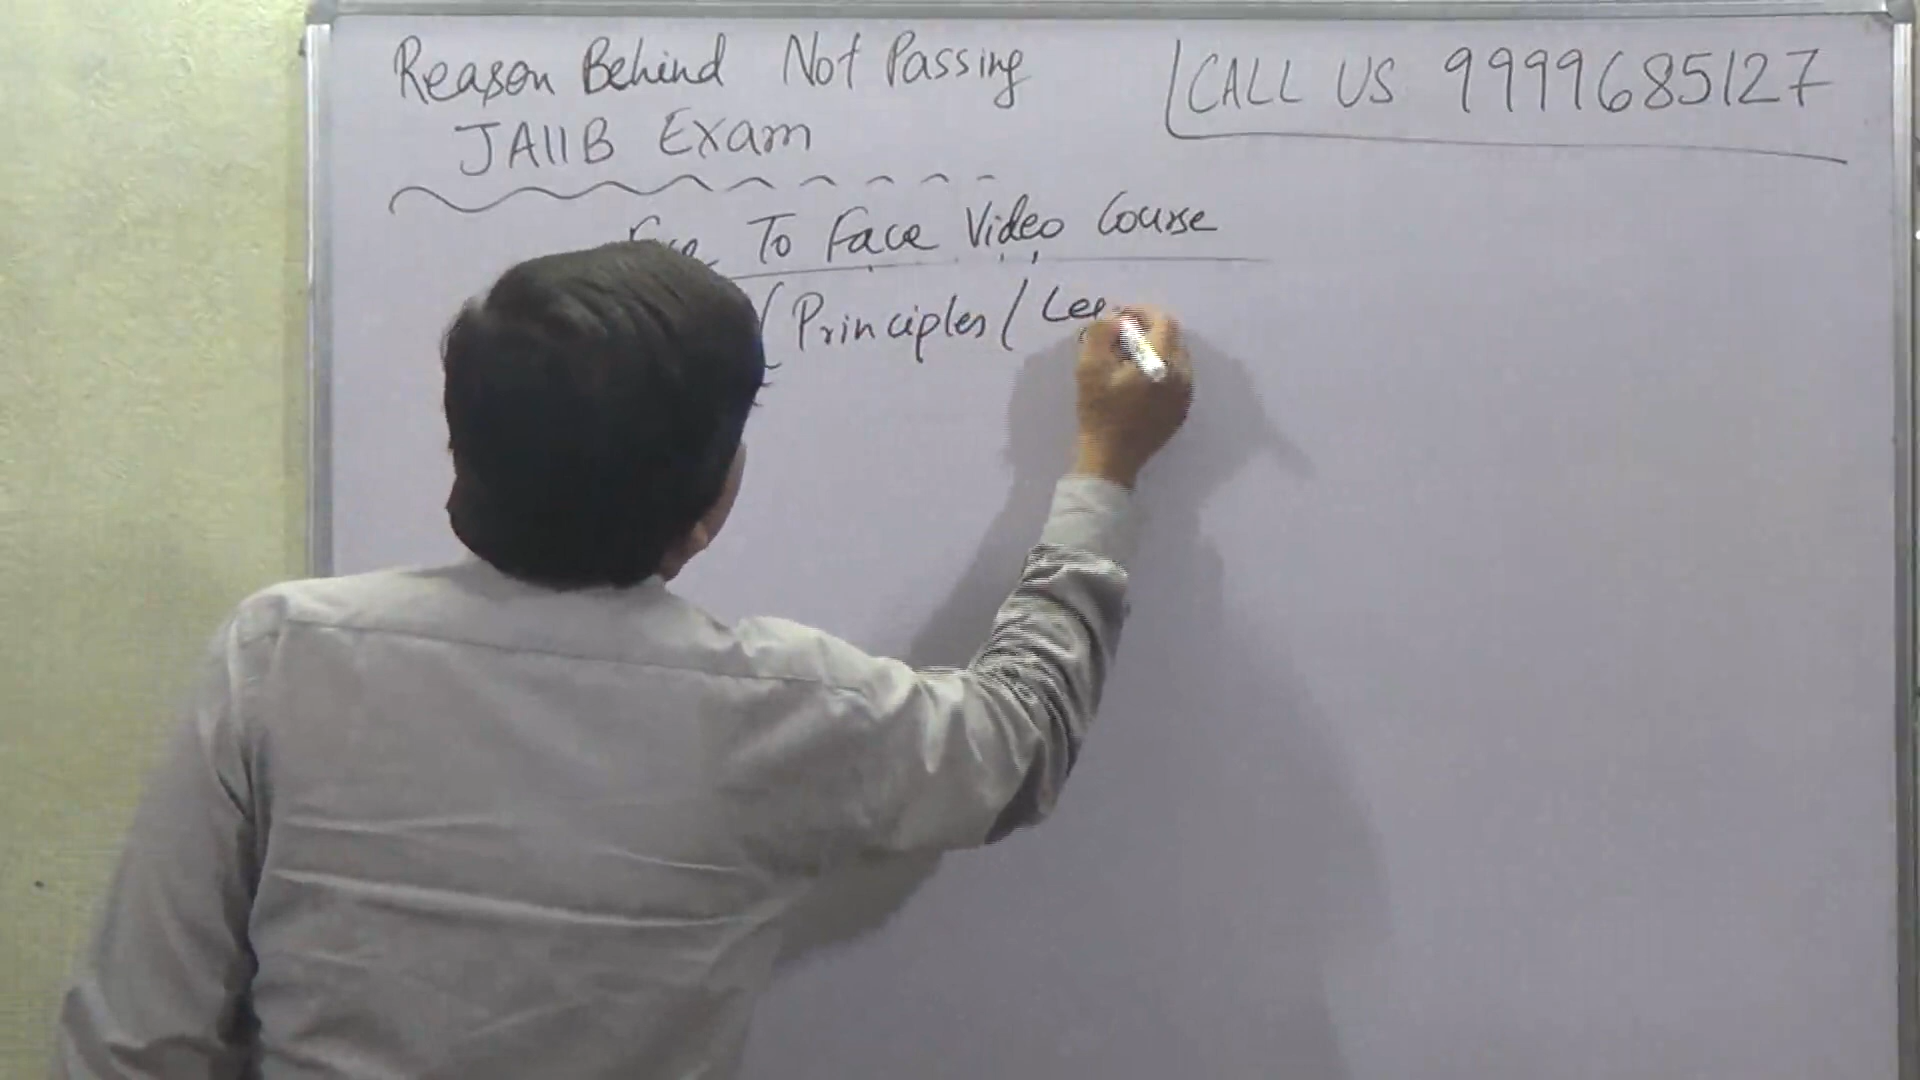 Reason Behind Not Passing
JAIIB Exam
CALL US 9999685127
To Face Video Course
(Principles /